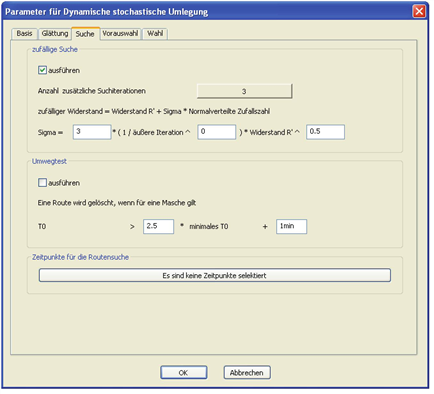 Parameter für Dynamische stochastische Umlegung
Basis Glättung Suche Vorauswahl Wahl
zufällige Suche
ausführen
Anzahl zusätzliche Suchiterationen 3
zufälliger Widerstand = Widerstand R' + Sigma * Normalverteilte Zufallszahl
Sigma = 3 * ( 1 / äußere Iteration ^ 0 ) * Widerstand R' ^ 0.5
Umwegtest
ausführen
Eine Route wird gelöscht, wenn für eine Masche gilt
T0 > 2.5 * minimales T0 + 1min
Zeitpunkte für die Routensuche
Es sind keine Zeitpunkte selektiert
OK Abbrechen